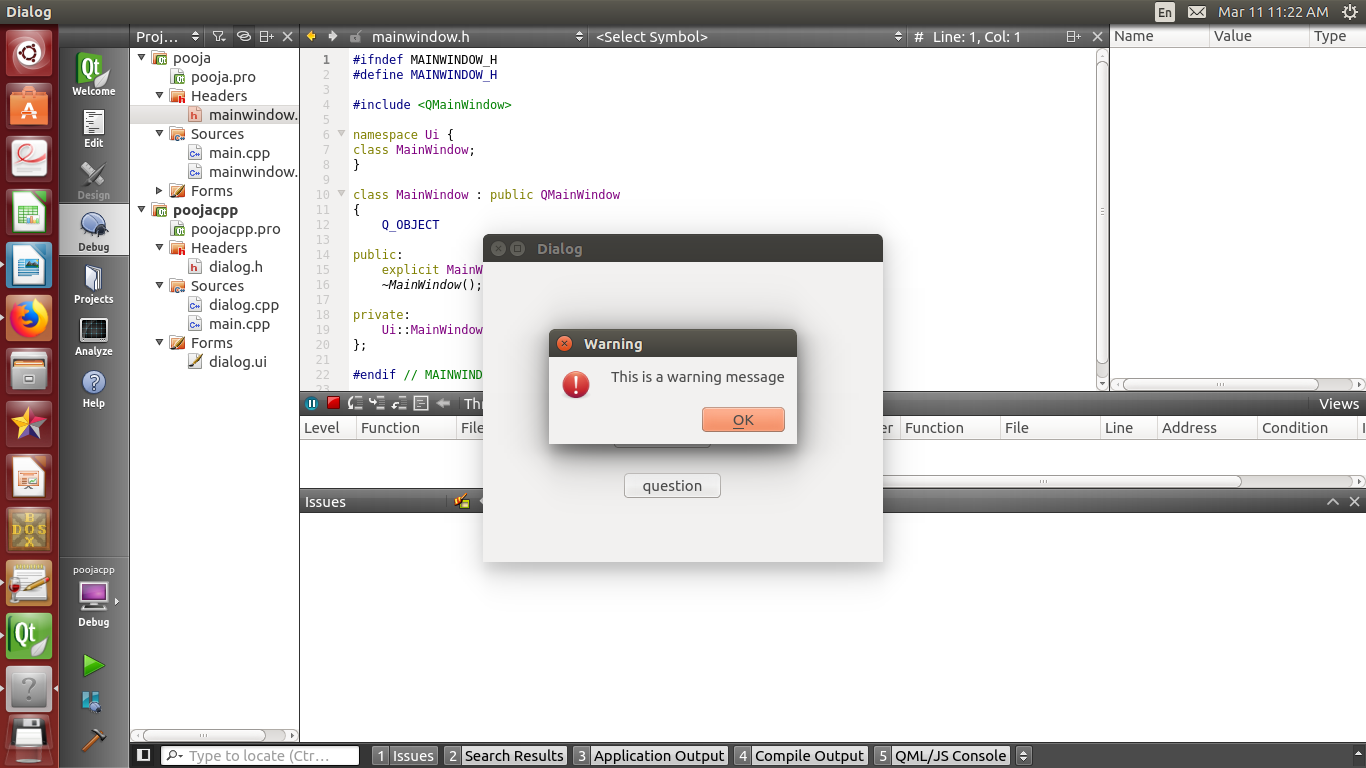 Dialog
En
Mar 11 11:22 AM
Proj...
mainwindow.h
<Select Symbol>
# Line: 1, Col: 1
Name Value Type
Qt
Welcome
Edit
Design
Debug
Projects
Analyze
Help
poojacpp
Debug
pooja
pooja.pro
Headers
mainwindow.
Sources
main.cpp
mainwindow.
Forms
poojacpp
poojacpp.pro
Headers
dialog.h
Sources
dialog.cpp
main.cpp
Forms
dialog.ui
1 #ifndef MAINWINDOW_H
2 #define MAINWINDOW_H
3
4 #include <QMainWindow>
5
6 namespace Ui {
7 class MainWindow;
8 }
9
10 class MainWindow : public QMainWindow
11 {
12 Q_OBJECT
13
14 public:
15 explicit MainW
16 ~MainWindow();
17
18 private:
19 Ui::MainWindow
20 };
21
22 #endif // MAINWIND
23
Dialog
Warning
This is a warning message
OK
question
Thr
Views
Level Function File
er Function File Line Address Condition I
Issues
Type to locate (Ctr...
1 Issues
2 Search Results
3 Application Output
4 Compile Output
5 QML/JS Console
DOS
BOX
Qt